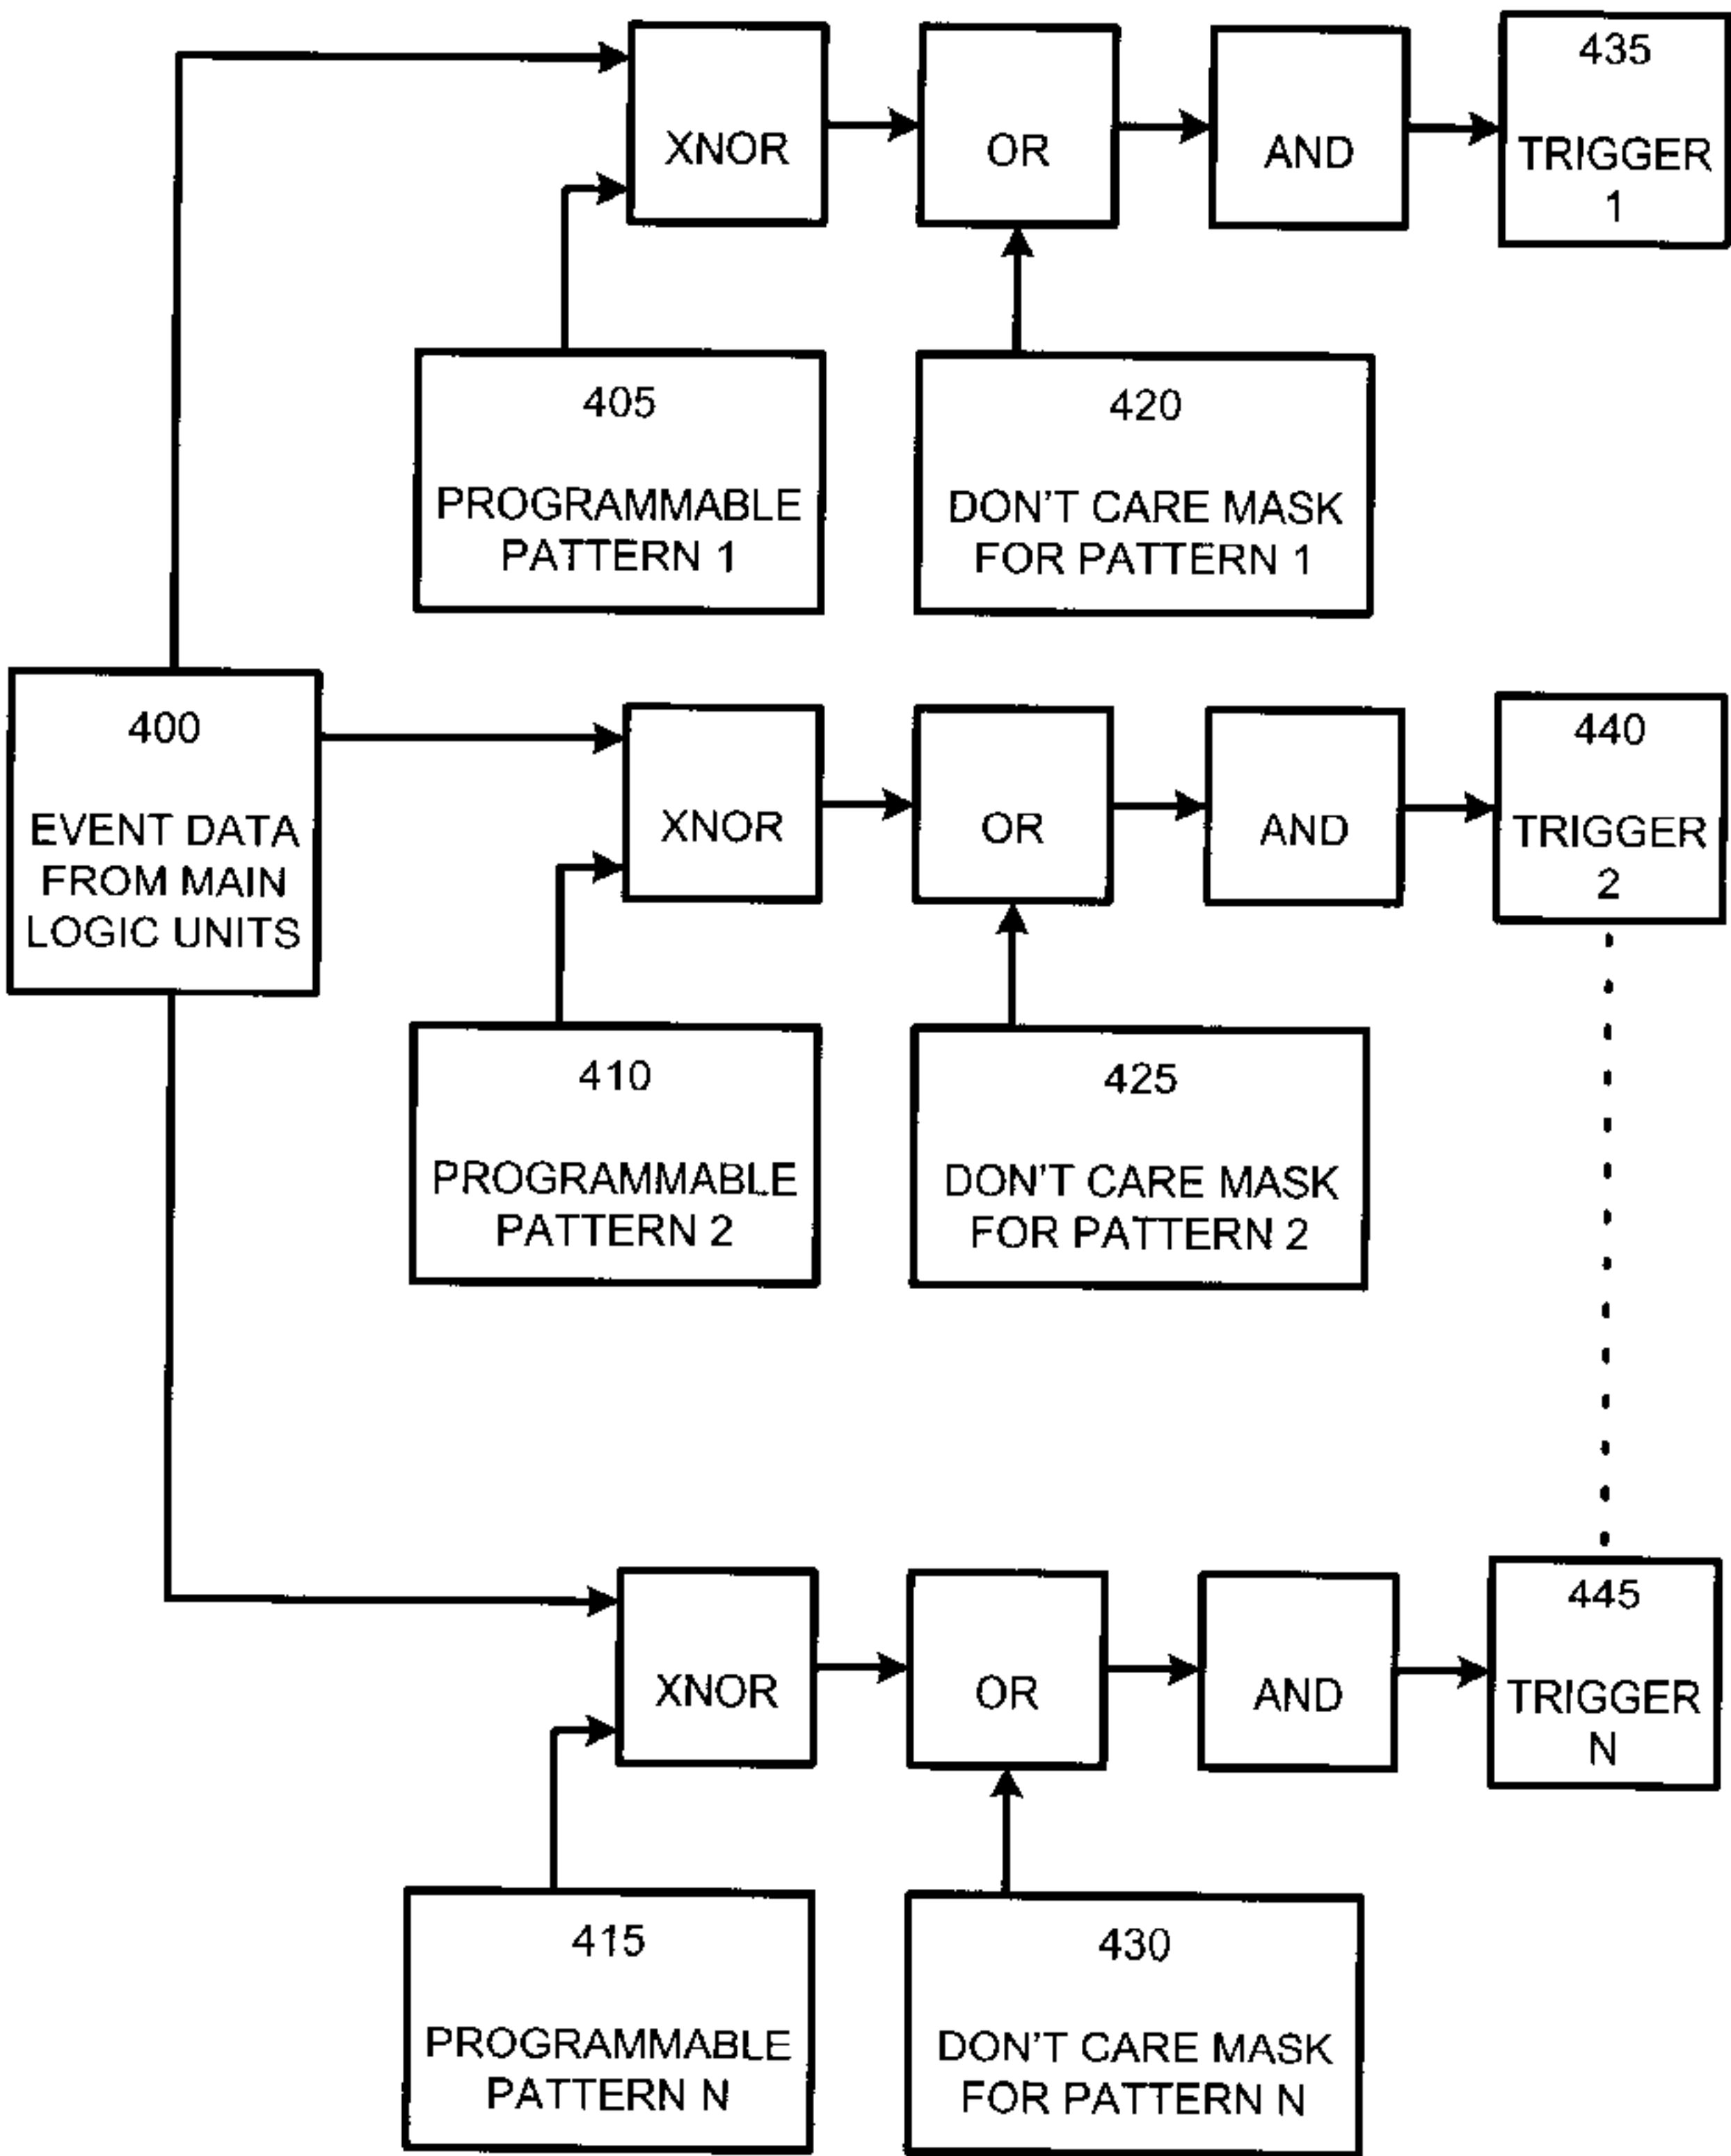 XNOR
OR
AND
435
TRIGGER
1
405
PROGRAMMABLE
PATTERN 1
420
DON'T CARE MASK
FOR PATTERN 1
400
EVENT DATA
FROM MAIN
LOGIC UNITS
XNOR
OR
AND
440
TRIGGER
2
410
PROGRAMMABLE
PATTERN 2
425
DON'T CARE MASK
FOR PATTERN 2
XNOR
OR
AND
445
TRIGGER
N
415
PROGRAMMABLE
PATTERN N
430
DON'T CARE MASK
FOR PATTERN N